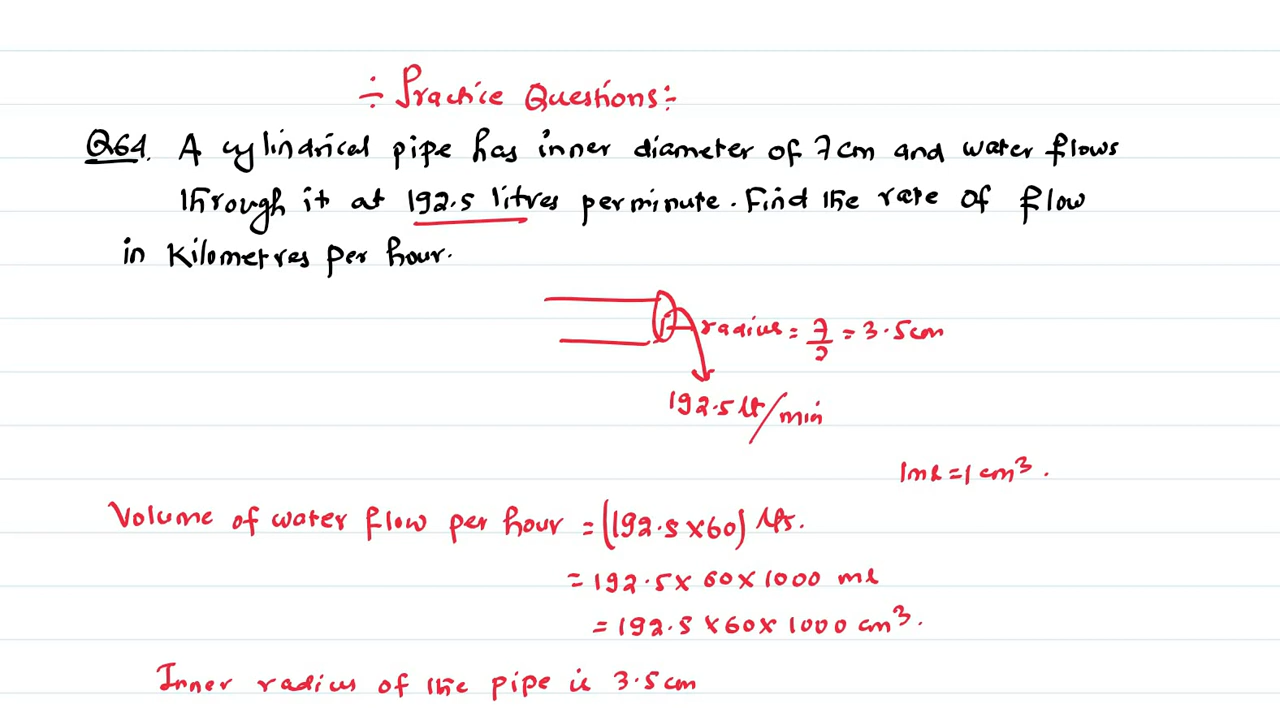 ÷ Practice Questions:-
Q64. A cylindrical pipe has inner diameter of 7cm and water flows
through it at 192.5 litres per minute. Find the rate of flow
in Kilometres per hour.
radius = 7/2 = 3.5cm
192.5 lt/min
1ml = 1 cm³.
Volume of water flow per hour = (192.5 x 60) lts.
= 192.5 x 60 x 1000 ml
= 192.5 x 60 x 1000 cm³.
Inner radius of the pipe is 3.5cm